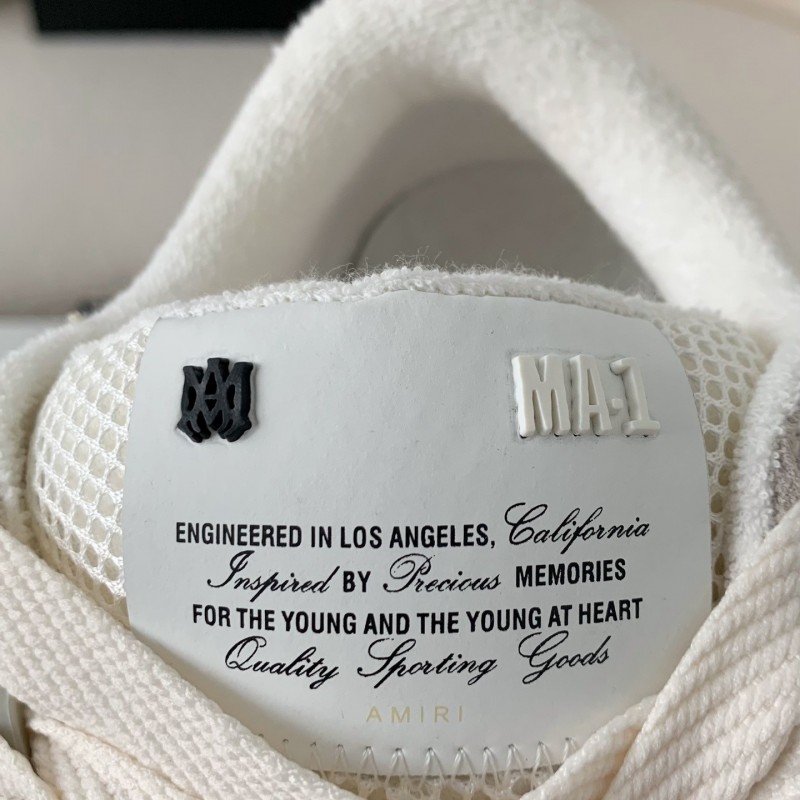 MA-1
ENGINEERED IN LOS ANGELES, California
Inspired BY Precious MEMORIES
FOR THE YOUNG AND THE YOUNG AT HEART
Quality Sporting Goods
AMIRI